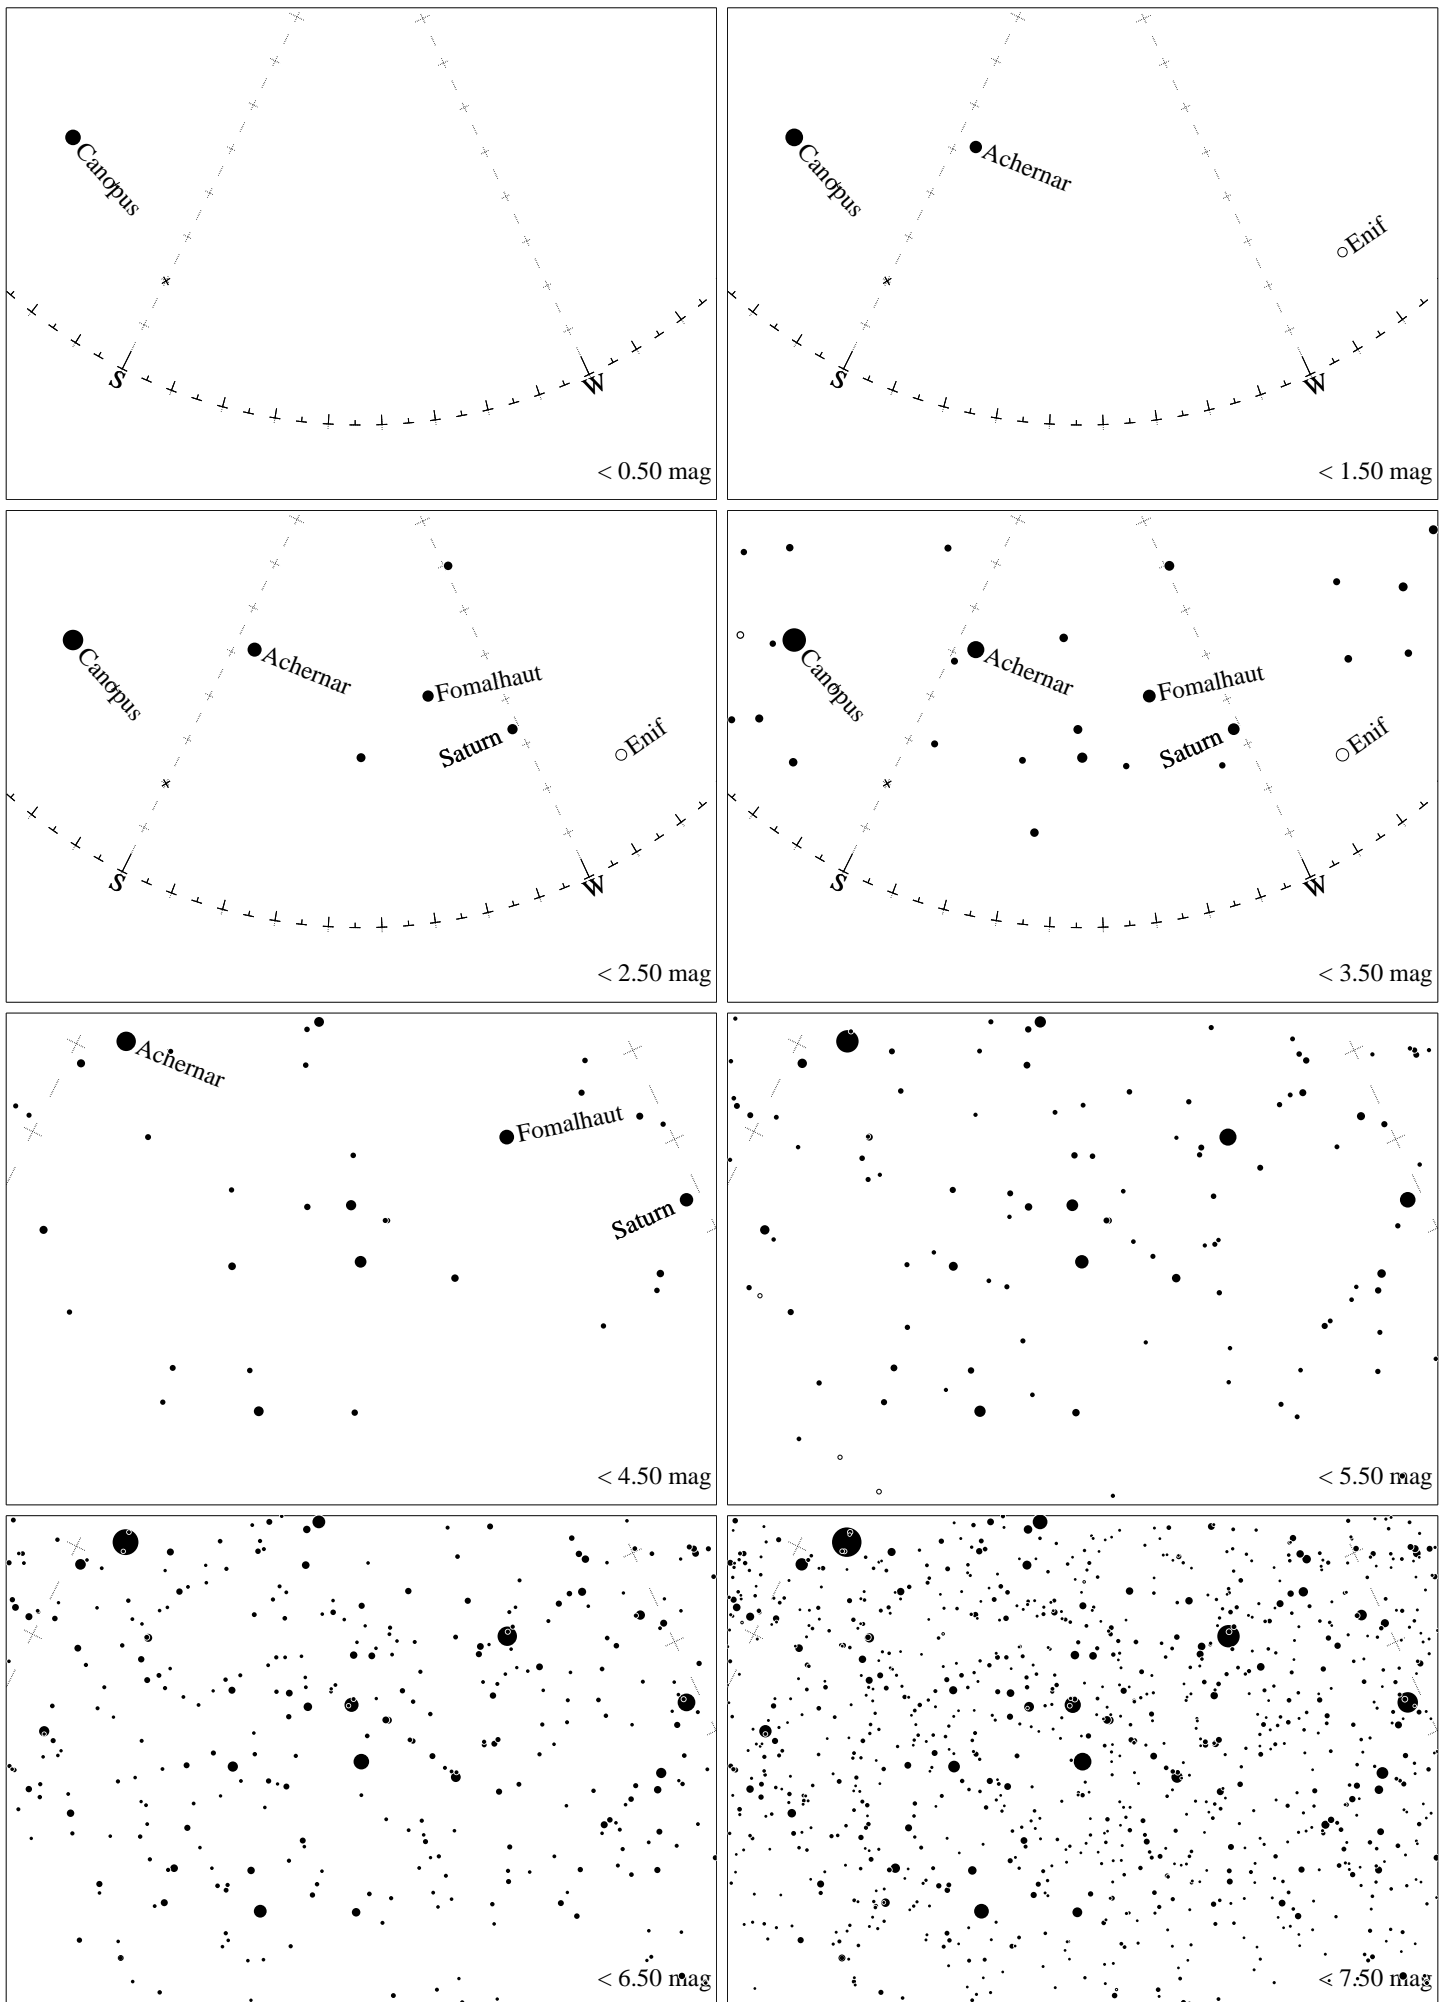 Canopus
S
W
< 0.50 mag
Canopus
Achernar
Enif
S
W
< 1.50 mag
Canopus
Achernar
Fomalhaut
Saturn
Enif
S
W
< 2.50 mag
Canopus
Achernar
Fomalhaut
Saturn
Enif
S
W
< 3.50 mag
Achernar
Fomalhaut
Saturn
< 4.50 mag
< 5.50 mag
< 6.50 mag
< 7.50 mag